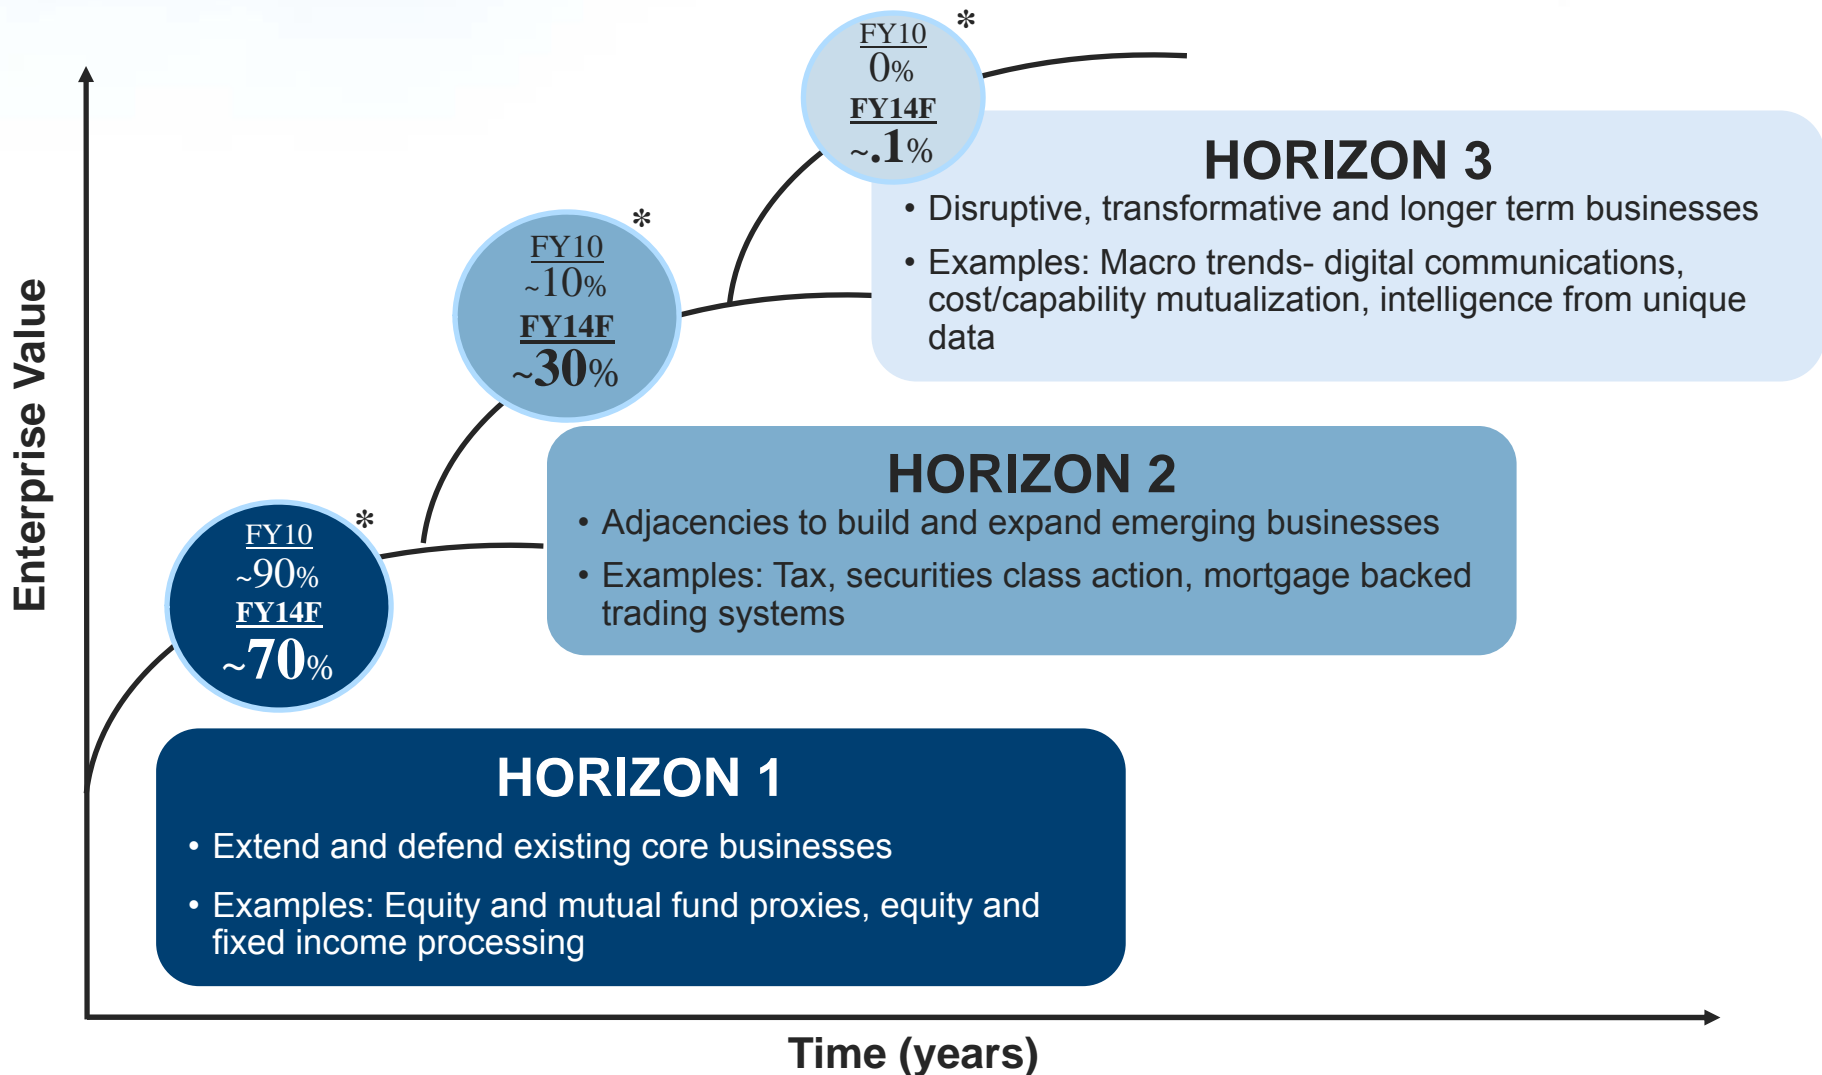 Enterprise Value
FY10
0%
FY14F
~.1%
*
HORIZON 3
• Disruptive, transformative and longer term businesses
• Examples: Macro trends- digital communications,
cost/capability mutualization, intelligence from unique
data
FY10
~10%
FY14F
~30%
*
HORIZON 2
• Adjacencies to build and expand emerging businesses
• Examples: Tax, securities class action, mortgage backed
trading systems
FY10
~90%
FY14F
~70%
*
HORIZON 1
• Extend and defend existing core businesses
• Examples: Equity and mutual fund proxies, equity and
fixed income processing
Time (years)